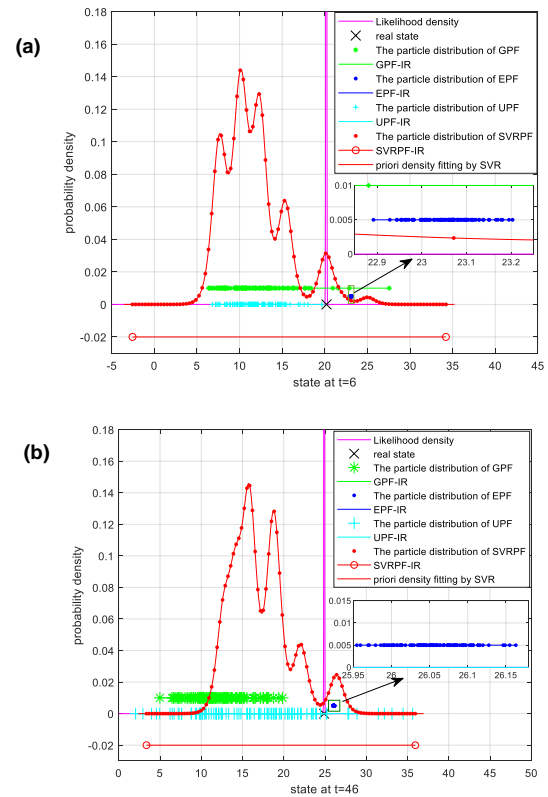 (a)
0.18
0.16
0.14
0.12
0.1
0.08
0.06
0.04
0.02
0
-0.02
probability density
-5 0 5 10 15 20 25 30 35 40 45
state at t=6
Likelihood density
real state
The particle distribution of GPF
GPF-IR
The particle distribution of EPF
EPF-IR
The particle distribution of UPF
UPF-IR
The particle distribution of SVRPF
SVRPF-IR
priori density fitting by SVR
0.01
0.005
0
22.9 23 23.1 23.2
(b)
0.18
0.16
0.14
0.12
0.1
0.08
0.06
0.04
0.02
0
-0.02
probability density
0 5 10 15 20 25 30 35 40 45 50
state at t=46
Likelihood density
real state
The particle distribution of GPF
GPF-IR
The particle distribution of EPF
EPF-IR
The particle distribution of UPF
UPF-IR
The particle distribution of SVRPF
SVRPF-IR
priori density fitting by SVR
0.015
0.01
0.005
0
25.95 26 26.05 26.1 26.15